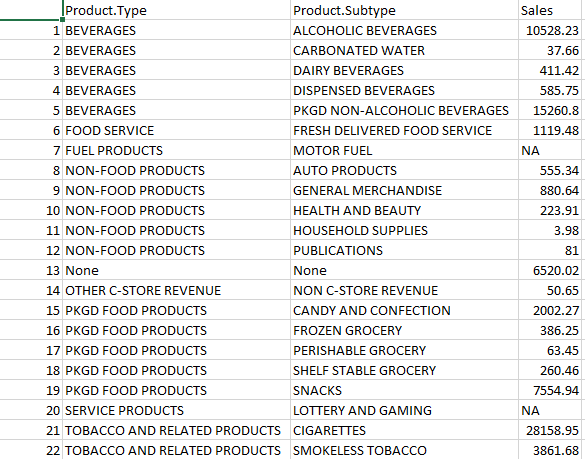 Product.Type Product.Subtype Sales
1 BEVERAGES ALCOHOLIC BEVERAGES 10528.23
2 BEVERAGES CARBONATED WATER 37.66
3 BEVERAGES DAIRY BEVERAGES 411.42
4 BEVERAGES DISPENSED BEVERAGES 585.75
5 BEVERAGES PKGD NON-ALCOHOLIC BEVERAGES 15260.8
6 FOOD SERVICE FRESH DELIVERED FOOD SERVICE 1119.48
7 FUEL PRODUCTS MOTOR FUEL NA
8 NON-FOOD PRODUCTS AUTO PRODUCTS 555.34
9 NON-FOOD PRODUCTS GENERAL MERCHANDISE 880.64
10 NON-FOOD PRODUCTS HEALTH AND BEAUTY 223.91
11 NON-FOOD PRODUCTS HOUSEHOLD SUPPLIES 3.98
12 NON-FOOD PRODUCTS PUBLICATIONS 81
13 None None 6520.02
14 OTHER C-STORE REVENUE NON C-STORE REVENUE 50.65
15 PKGD FOOD PRODUCTS CANDY AND CONFECTION 2002.27
16 PKGD FOOD PRODUCTS FROZEN GROCERY 386.25
17 PKGD FOOD PRODUCTS PERISHABLE GROCERY 63.45
18 PKGD FOOD PRODUCTS SHELF STABLE GROCERY 260.46
19 PKGD FOOD PRODUCTS SNACKS 7554.94
20 SERVICE PRODUCTS LOTTERY AND GAMING NA
21 TOBACCO AND RELATED PRODUCTS CIGARETTES 28158.95
22 TOBACCO AND RELATED PRODUCTS SMOKELESS TOBACCO 3861.68